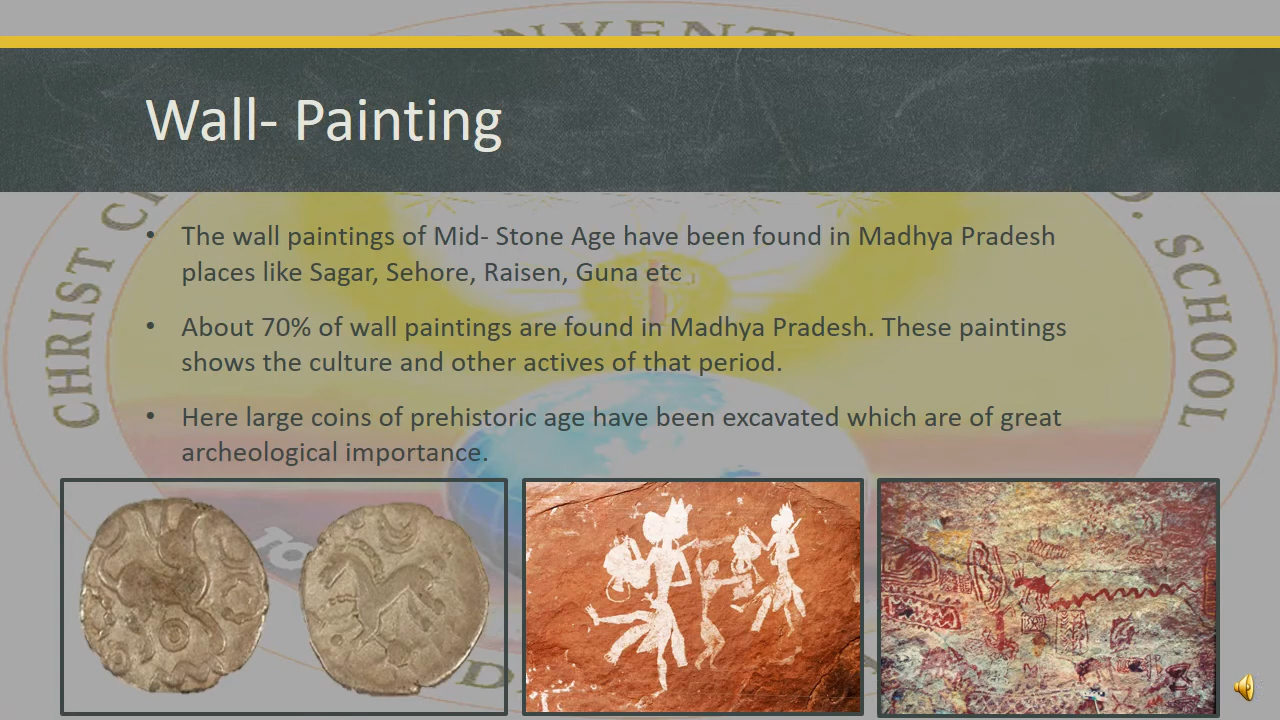 CONVENT
Wall- Painting
CHRIST
SCHOOL
• The wall paintings of Mid- Stone Age have been found in Madhya Pradesh
places like Sagar, Sehore, Raisen, Guna etc
• About 70% of wall paintings are found in Madhya Pradesh. These paintings
shows the culture and other actives of that period.
• Here large coins of prehistoric age have been excavated which are of great
archeological importance.